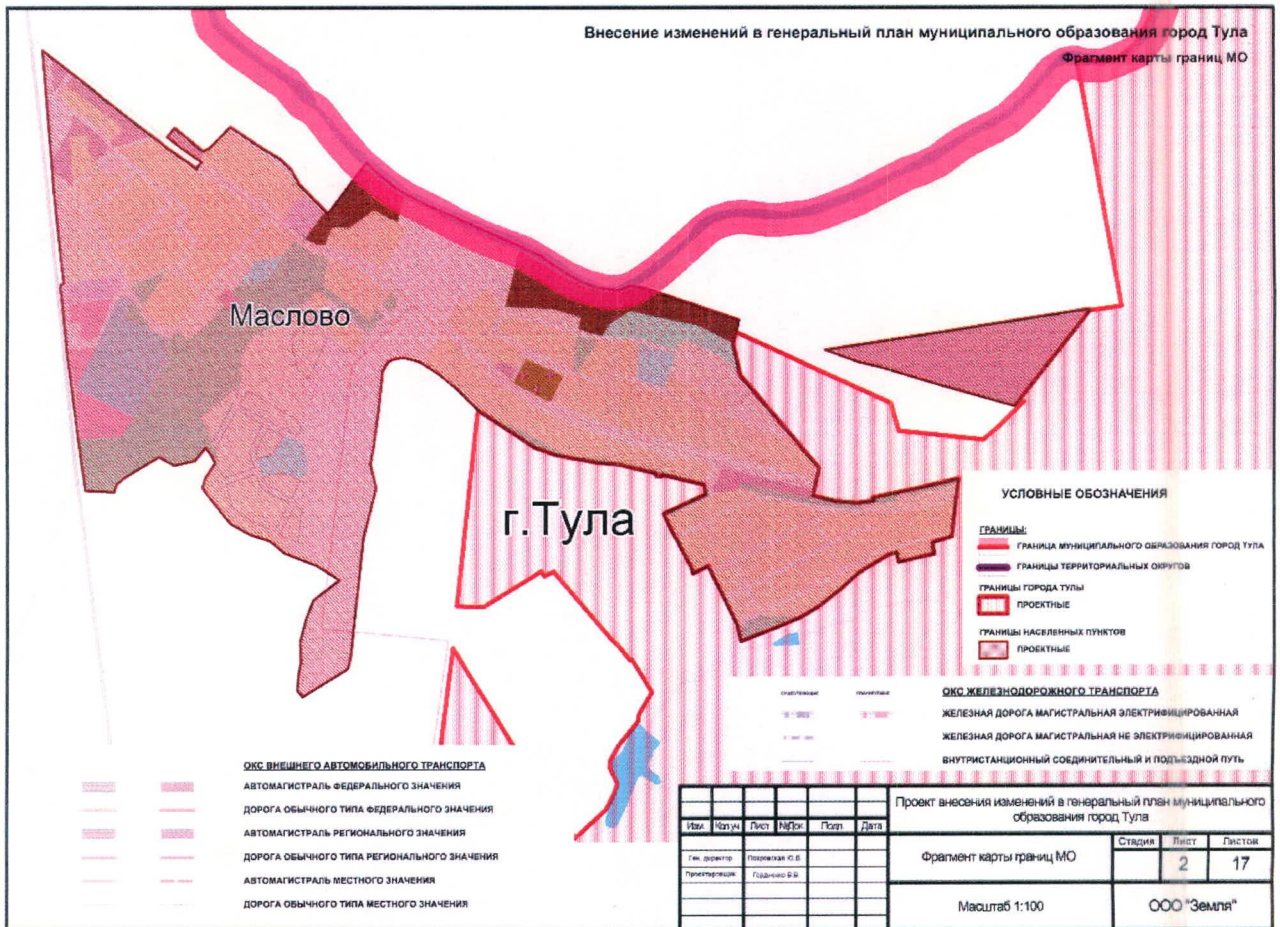 Внесение изменений в генеральный план муниципального образования город Тула
Фрагмент карты границ МО
Маслово
г.Тула
УСЛОВНЫЕ ОБОЗНАЧЕНИЯ
ГРАНИЦЫ:
ГРАНИЦА МУНИЦИПАЛЬНОГО ОБРАЗОВАНИЯ ГОРОД ТУЛА
ГРАНИЦЫ ТЕРРИТОРИАЛЬНЫХ ОКРУГОВ
ГРАНИЦЫ ГОРОДА ТУЛЫ
ПРОЕКТНЫЕ
ГРАНИЦЫ НАСЕЛЕННЫХ ПУНКТОВ
ПРОЕКТНЫЕ
ОКС ЖЕЛЕЗНОДОРОЖНОГО ТРАНСПОРТА
ЖЕЛЕЗНАЯ ДОРОГА МАГИСТРАЛЬНАЯ ЭЛЕКТРИФИЦИРОВАННАЯ
ЖЕЛЕЗНАЯ ДОРОГА МАГИСТРАЛЬНАЯ НЕ ЭЛЕКТРИФИЦИРОВАННАЯ
ВНУТРИСТАНЦИОННЫЙ СОЕДИНИТЕЛЬНЫЙ И ПОДЪЕЗДНОЙ ПУТЬ
ОКС ВНЕШНЕГО АВТОМОБИЛЬНОГО ТРАНСПОРТА
АВТОМАГИСТРАЛЬ ФЕДЕРАЛЬНОГО ЗНАЧЕНИЯ
ДОРОГА ОБЫЧНОГО ТИПА ФЕДЕРАЛЬНОГО ЗНАЧЕНИЯ
АВТОМАГИСТРАЛЬ РЕГИОНАЛЬНОГО ЗНАЧЕНИЯ
ДОРОГА ОБЫЧНОГО ТИПА РЕГИОНАЛЬНОГО ЗНАЧЕНИЯ
АВТОМАГИСТРАЛЬ МЕСТНОГО ЗНАЧЕНИЯ
ДОРОГА ОБЫЧНОГО ТИПА МЕСТНОГО ЗНАЧЕНИЯ
Проект внесения изменений в генеральный план муниципального
образования город Тула
Изм. Кол.уч Лист №Док Подп. Дата
Ген. директор
Проектировщик
Фрагмент карты границ МО
Стадия Лист Листов
2 17
Масштаб 1:100
ООО "Земля"